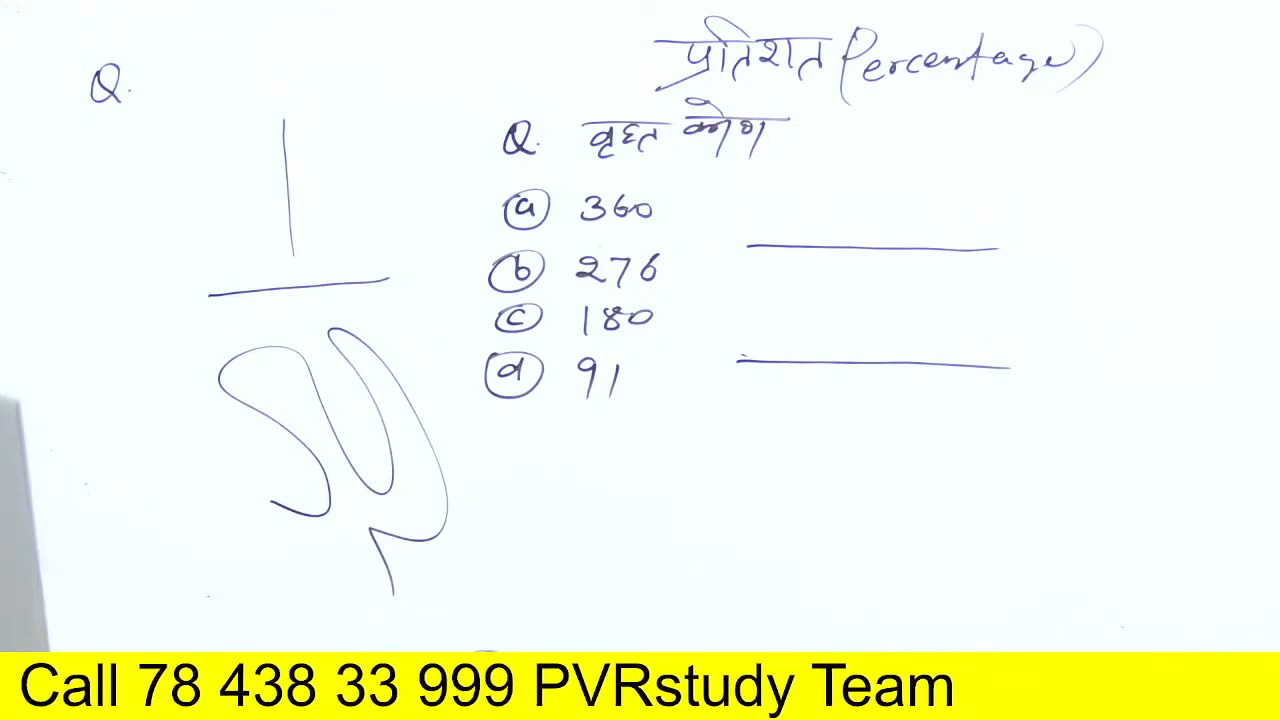 प्रतिशत (Percentage)
Q.
Q. वृहत कोण
(a) 360
(b) 276
(c) 180
(d) 91
Call 78 438 33 999 PVRstudy Team